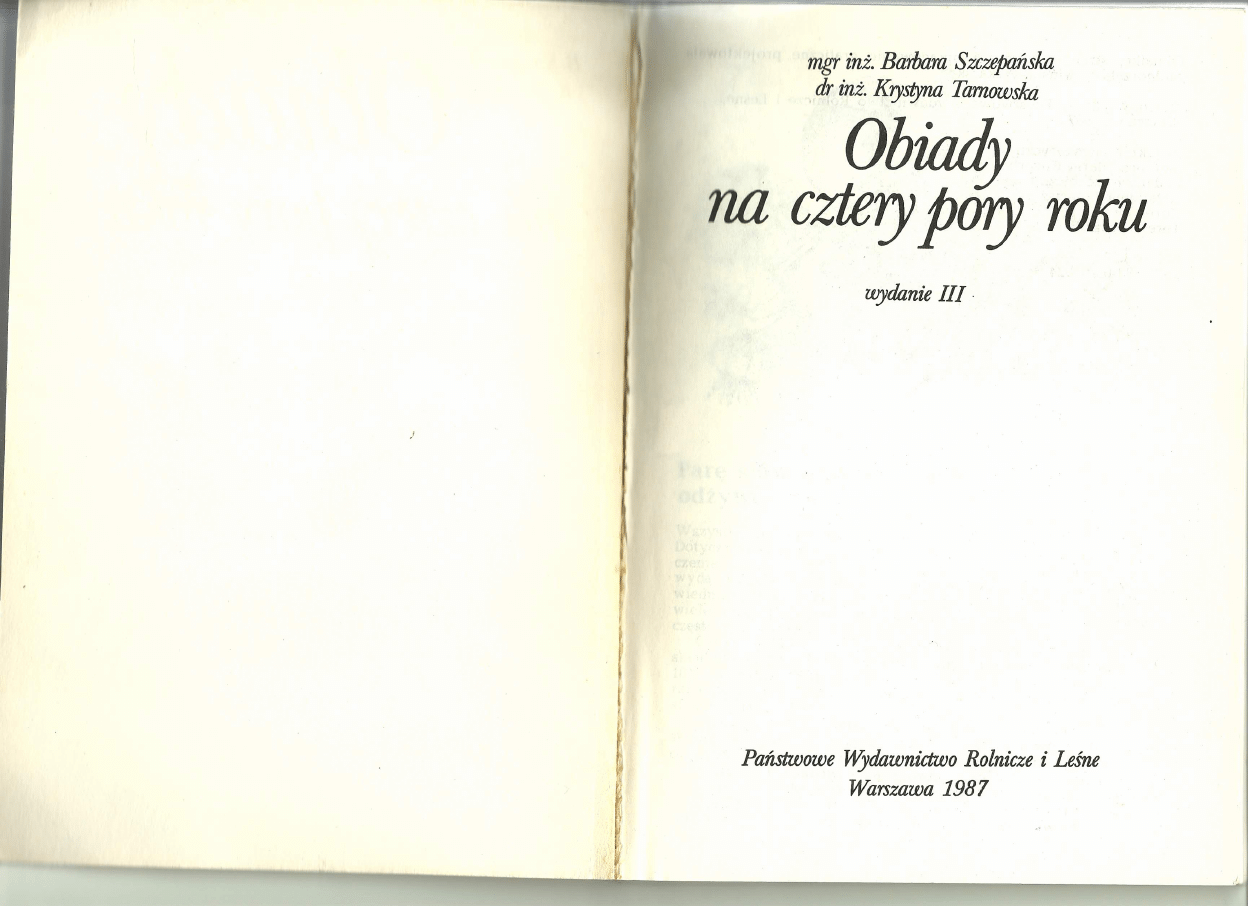 mgr inż. Barbara Szczepańska
dr inż. Krystyna Tarnowska
Obiady
na cztery pory roku
wydanie III
Państwowe Wydawnictwo Rolnicze i Leśne
Warszawa 1987